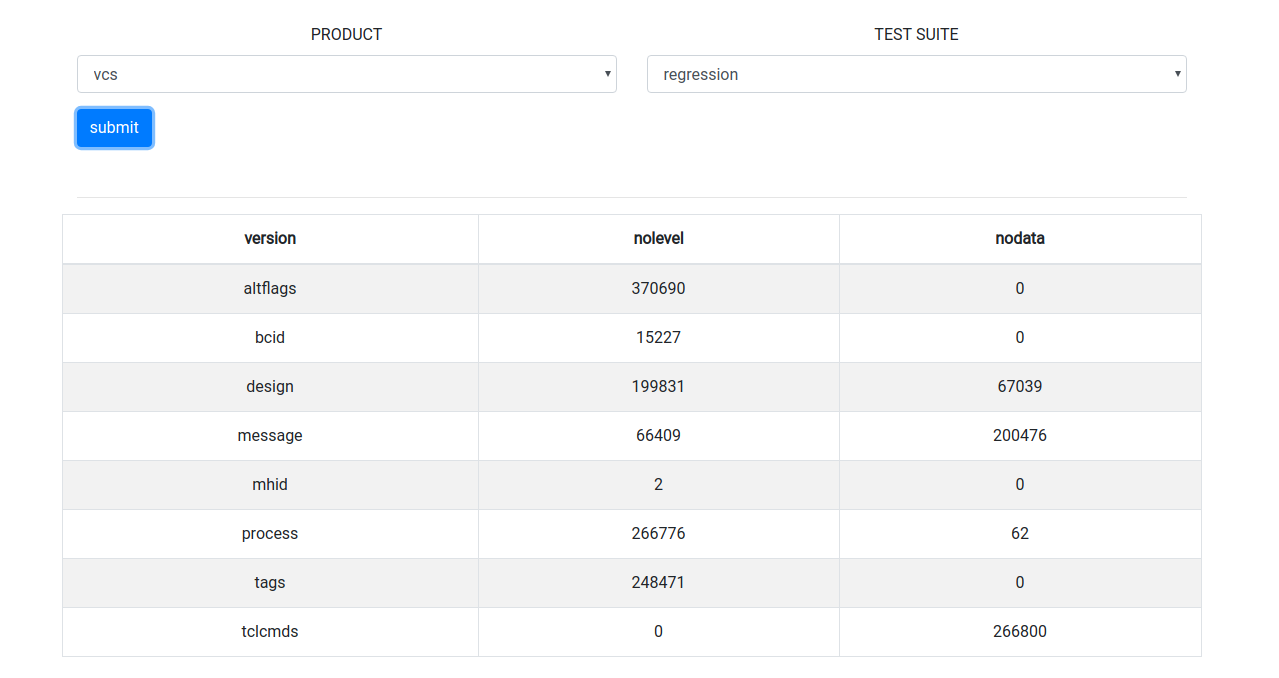 PRODUCT TEST SUITE
vcs regression
submit
version nolevel nodata
altflags 370690 0
bcid 15227 0
design 199831 67039
message 66409 200476
mhid 2 0
process 266776 62
tags 248471 0
tclcmds 0 266800